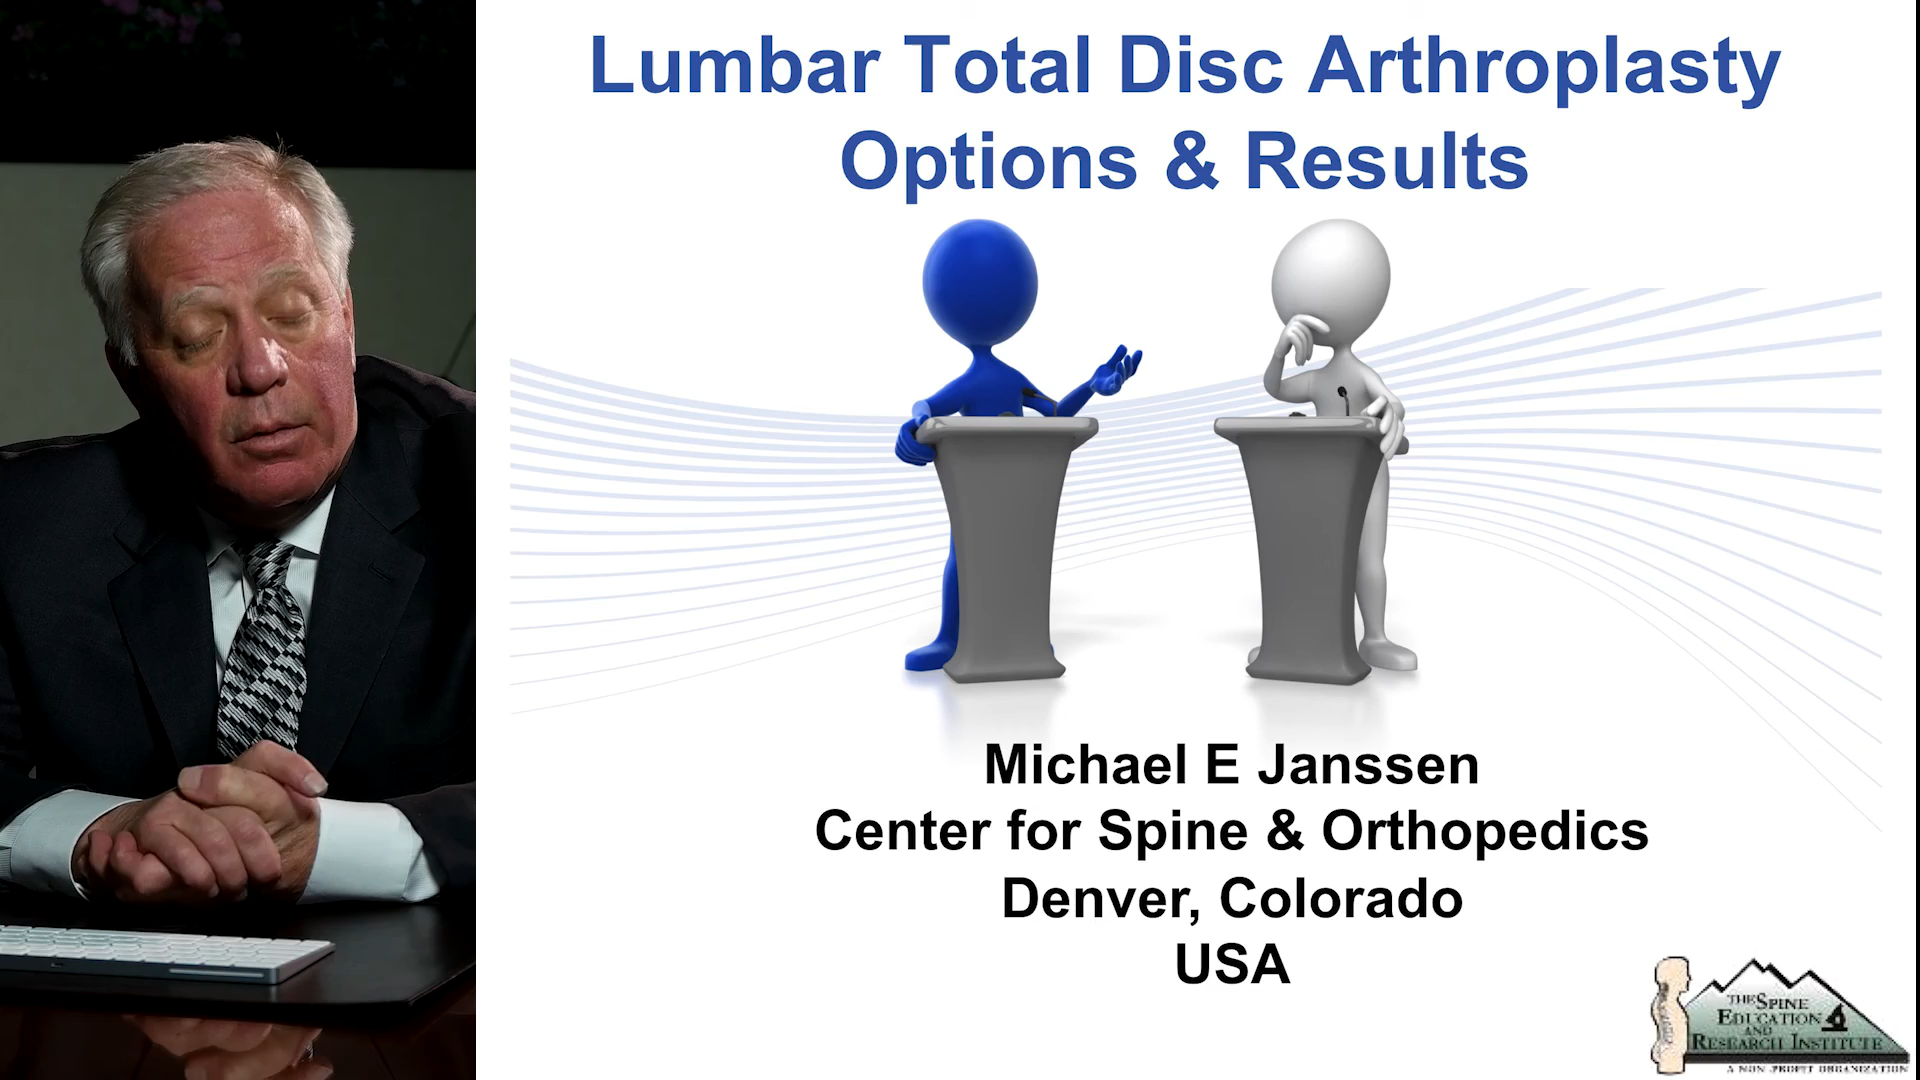 Lumbar Total Disc Arthroplasty
Options & Results
Michael E Janssen
Center for Spine & Orthopedics
Denver, Colorado
USA
THE SPINE
EDUCATION
AND
RESEARCH INSTITUTE
A NON-PROFIT ORGANIZATION